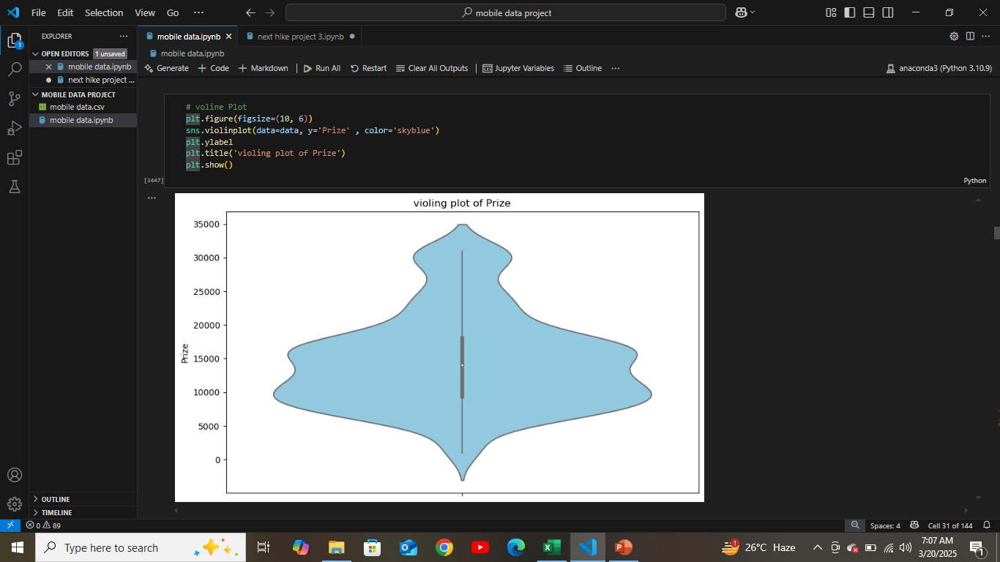 File Edit Selection View Go ··· mobile data project
EXPLORER ···
OPEN EDITORS 1 unsaved
mobile data.ipynb
next hike project ...
MOBILE DATA PROJECT
mobile data.csv
mobile data.ipynb
OUTLINE
TIMELINE
1
mobile data.ipynb next hike project 3.ipynb
mobile data.ipynb
Generate + Code + Markdown Run All Restart Clear All Outputs Jupyter Variables Outline ··· anaconda3 (Python 3.10.9)
# voline Plot
plt.figure(figsize=(10, 6))
sns.violinplot(data=data, y='Prize' , color='skyblue')
plt.ylabel
plt.title('violing plot of Prize')
plt.show()
[1447] Python
...
violing plot of Prize
35000
30000
25000
20000
15000
10000
5000
0
Prize
0 89 Spaces: 4 Cell 31 of 144
Type here to search 1 26°C Haze 7:07 AM
3/20/2025
1